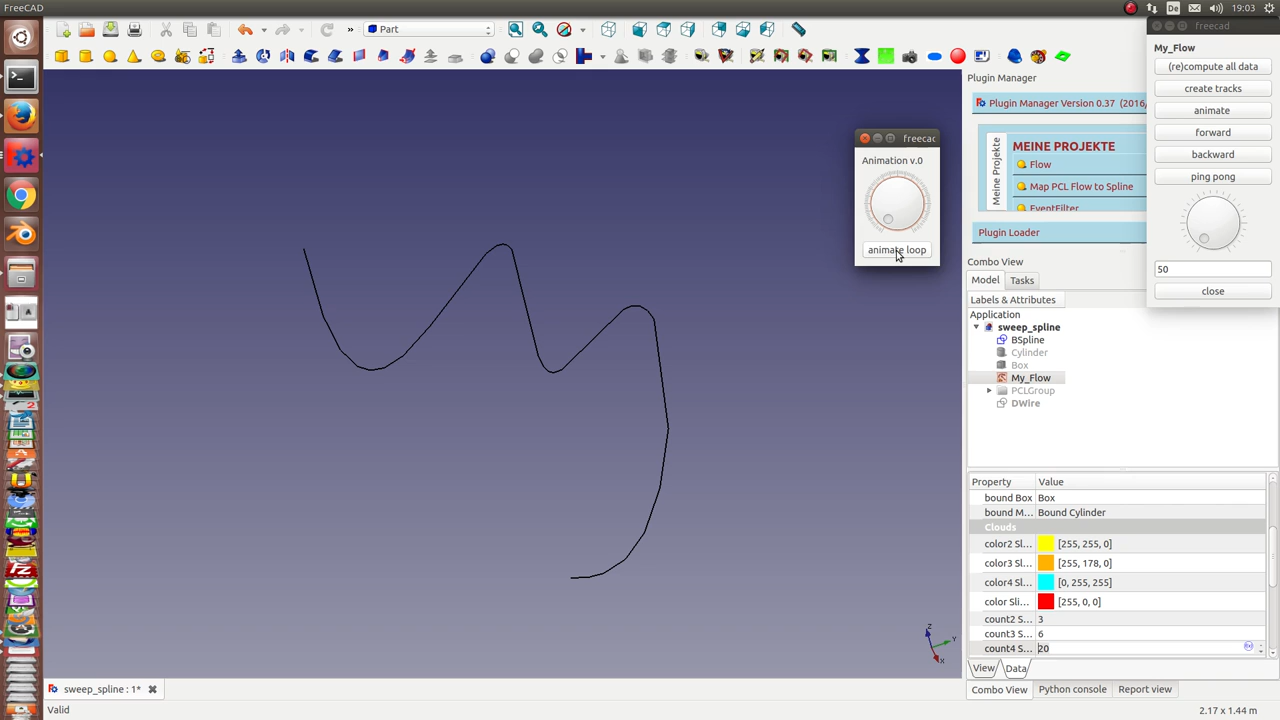 FreeCAD
De
19:03
Part
freecad
My_Flow
(re)compute all data
create tracks
animate
forward
backward
ping pong
50
close
Plugin Manager
Plugin Manager Version 0.37 (2016/
Meine Projekte
MEINE PROJEKTE
Flow
Map PCL Flow to Spline
EventFilter
Plugin Loader
freecad
Animation v.0
animate loop
Combo View
Model
Tasks
Labels & Attributes
Application
sweep_spline
BSpline
Cylinder
Box
My_Flow
PCLGroup
DWire
Property Value
bound Box Box
bound M... Bound Cylinder
Clouds
color2 Sl... [255, 255, 0]
color3 Sl... [255, 178, 0]
color4 Sl... [0, 255, 255]
color Sli... [255, 0, 0]
count2 S... 3
count3 S... 6
count4 S... 20
View
Data
Combo View
Python console
Report view
sweep_spline : 1*
Valid
2.17 x 1.44 m
Z
Y
X